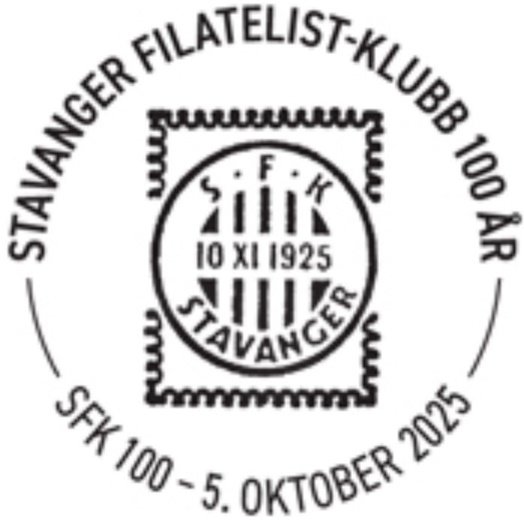 STAVANGER FILATELIST-KLUBB 100 ÅR
S · F · K
10 XI 1925
STAVANGER
SFK 100 – 5. OKTOBER 2025